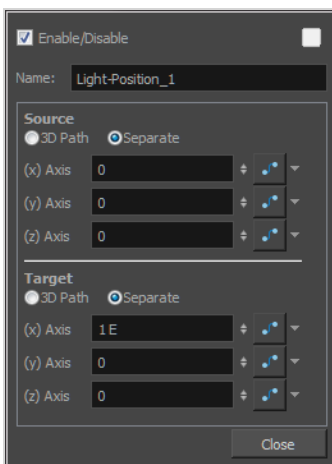 Enable/Disable
Name: Light-Position_1
Source
3D Path Separate
(x) Axis 0
(y) Axis 0
(z) Axis 0
Target
3D Path Separate
(x) Axis 1 E
(y) Axis 0
(z) Axis 0
Close